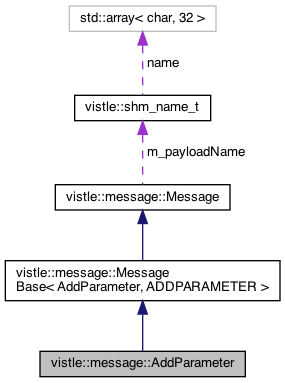 std::array< char, 32 >
name
vistle::shm_name_t
m_payloadName
vistle::message::Message
vistle::message::Message
Base< AddParameter, ADDPARAMETER >
vistle::message::AddParameter